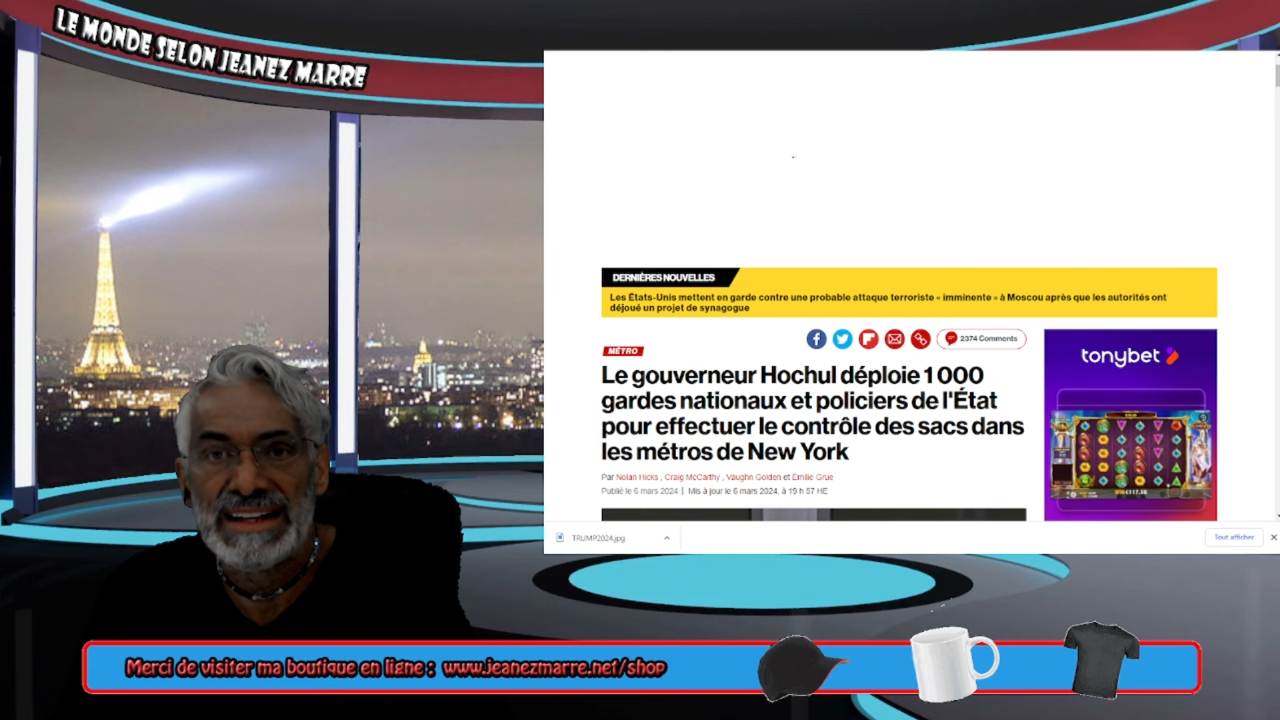 LE MONDE SELON JEANEZ MARRE
DERNIÈRES NOUVELLES
Les États-Unis mettent en garde contre une probable attaque terroriste « imminente » à Moscou après que les autorités ont
déjoué un projet de synagogue
2374 Comments
MÉTRO
Le gouverneur Hochul déploie 1 000
gardes nationaux et policiers de l'État
pour effectuer le contrôle des sacs dans
les métros de New York
Par Nolan Hicks , Craig McCarthy , Vaughn Golden et Émilie Grue
Publié le 6 mars 2024 | Mis à jour le 6 mars 2024, à 19 h 57 HE
tonybet
TRUMP2024.jpg
Tout afficher
Merci de visiter ma boutique en ligne : www.jeanezmarre.net/shop